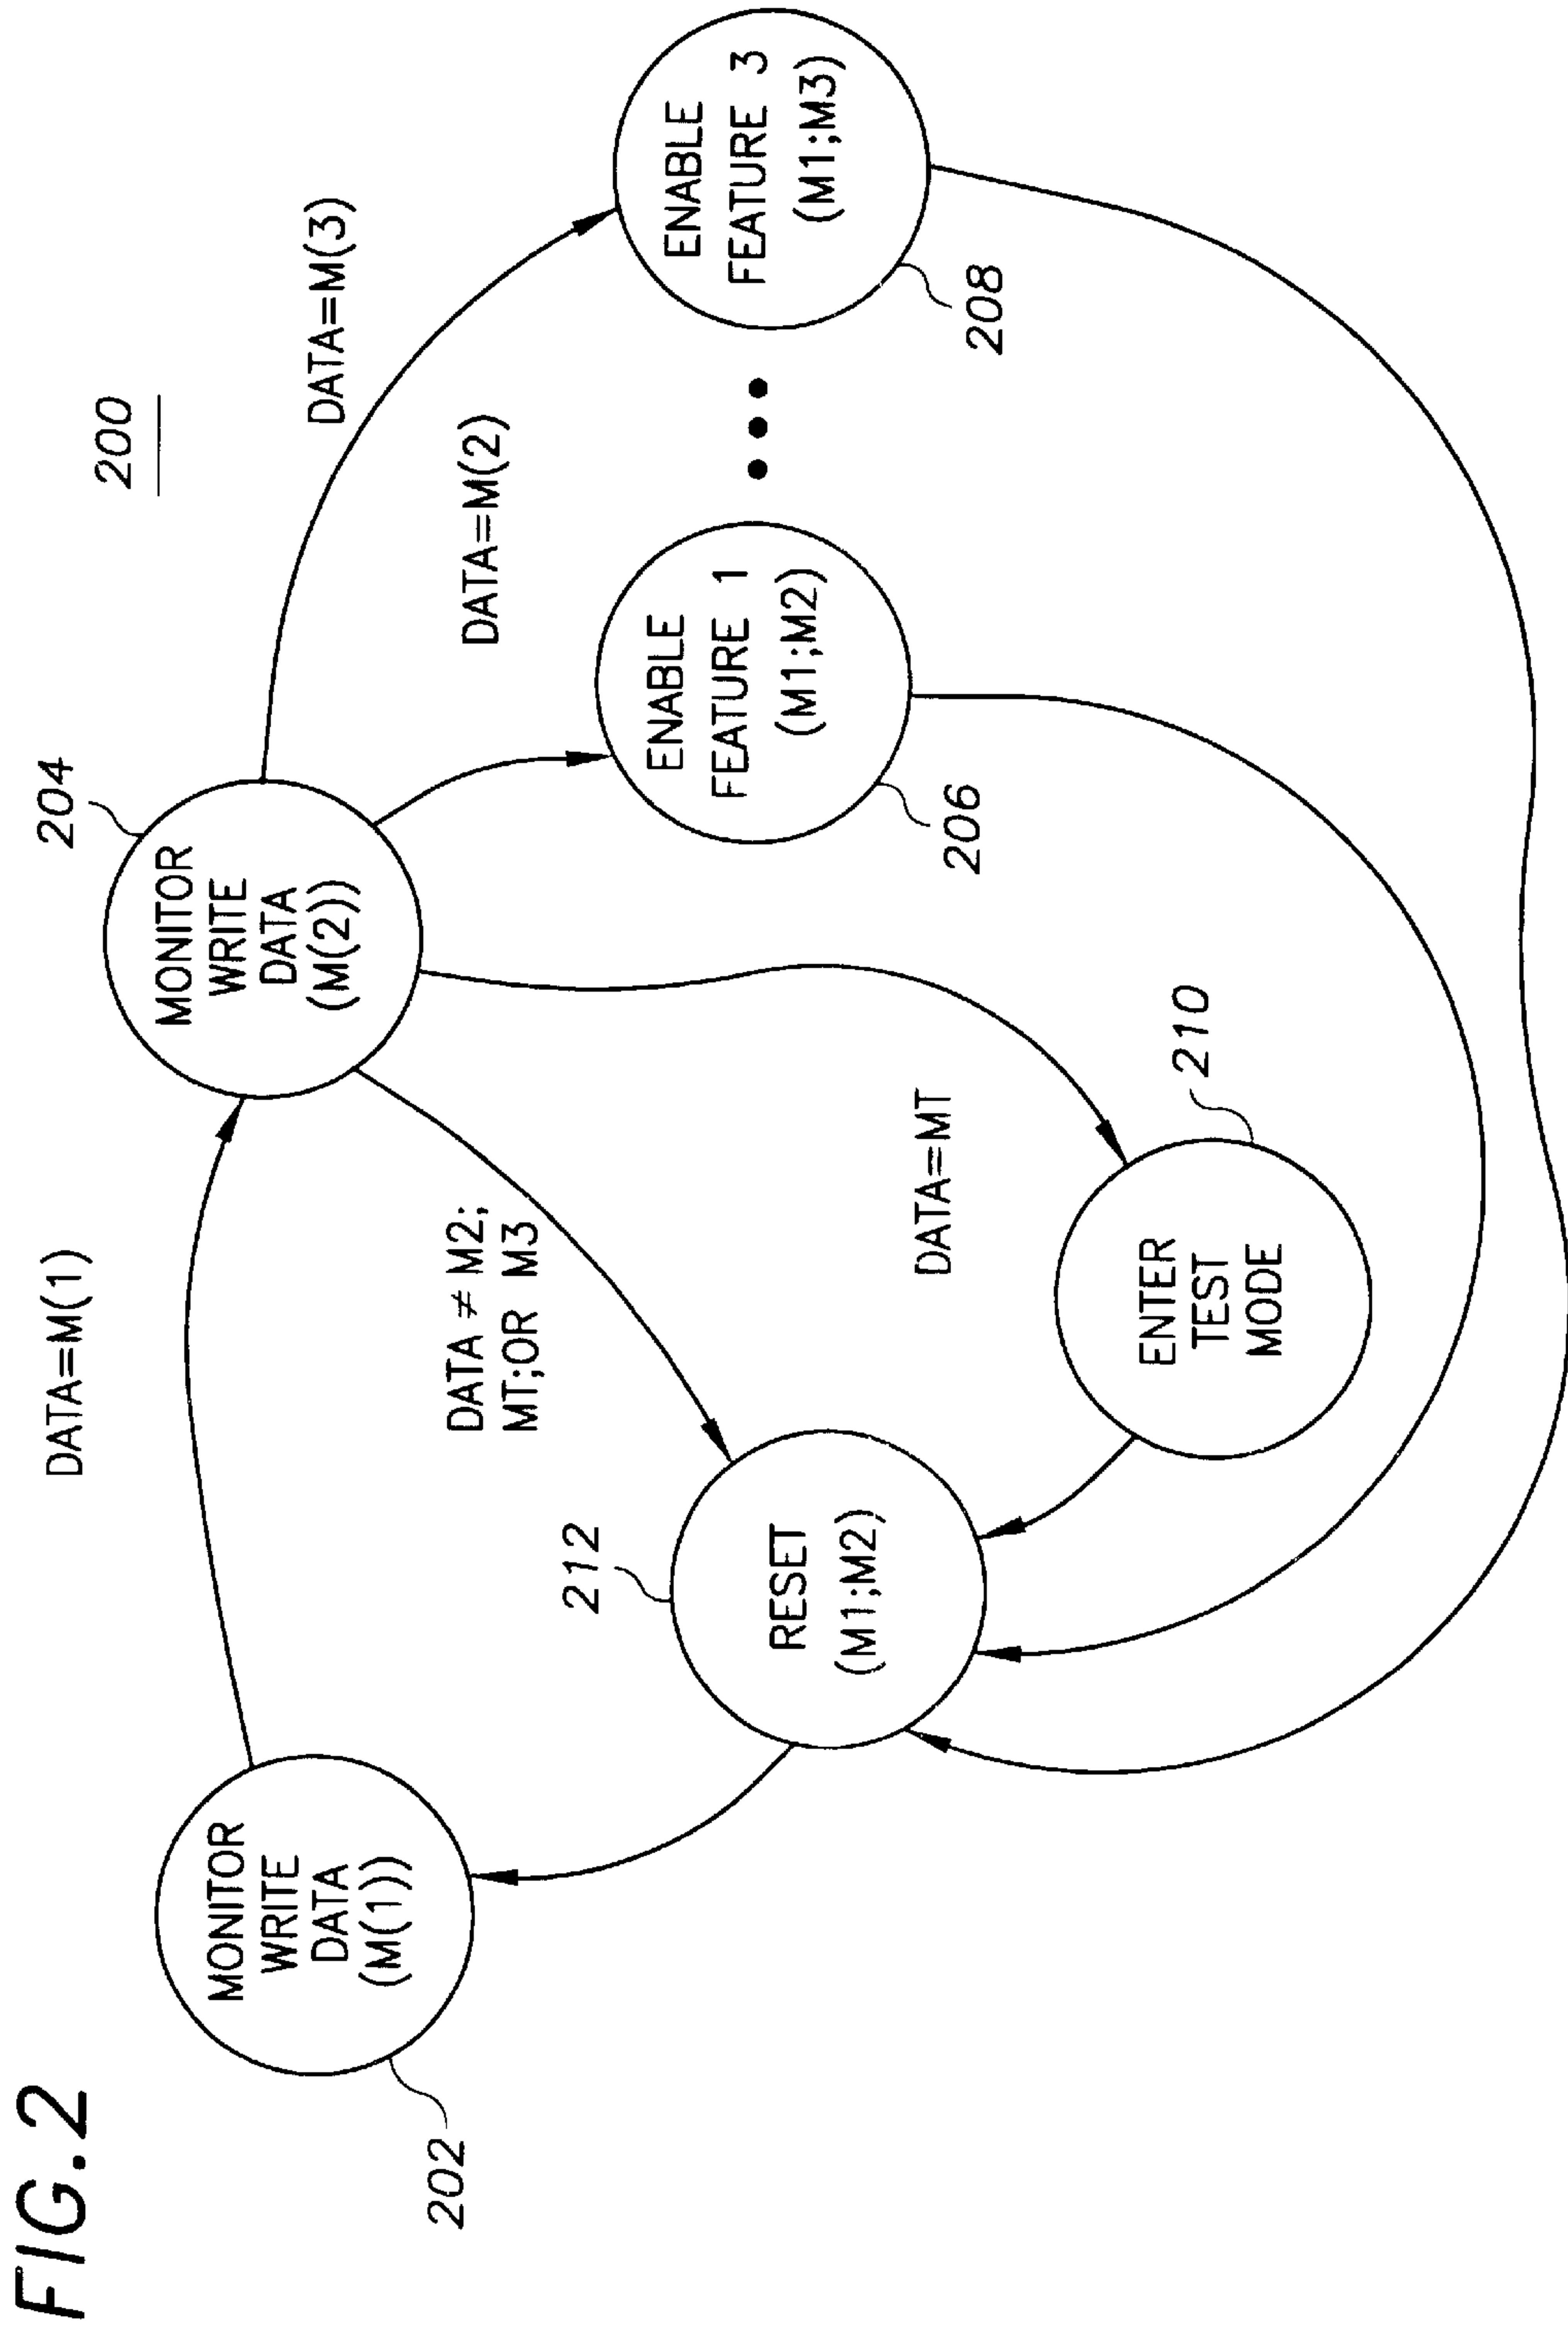 FIG.2
200
DATA=M(1)
204
MONITOR
WRITE
DATA
(M(2))
DATA=M(3)
MONITOR
WRITE
DATA
(M(1))
202
DATA ≠ M2;
MT;OR M3
DATA=M(2)
212
RESET
(M1;M2)
ENABLE
FEATURE 1
(M1;M2)
206
ENABLE
FEATURE 3
(M1;M3)
208
DATA=MT
210
ENTER
TEST
MODE